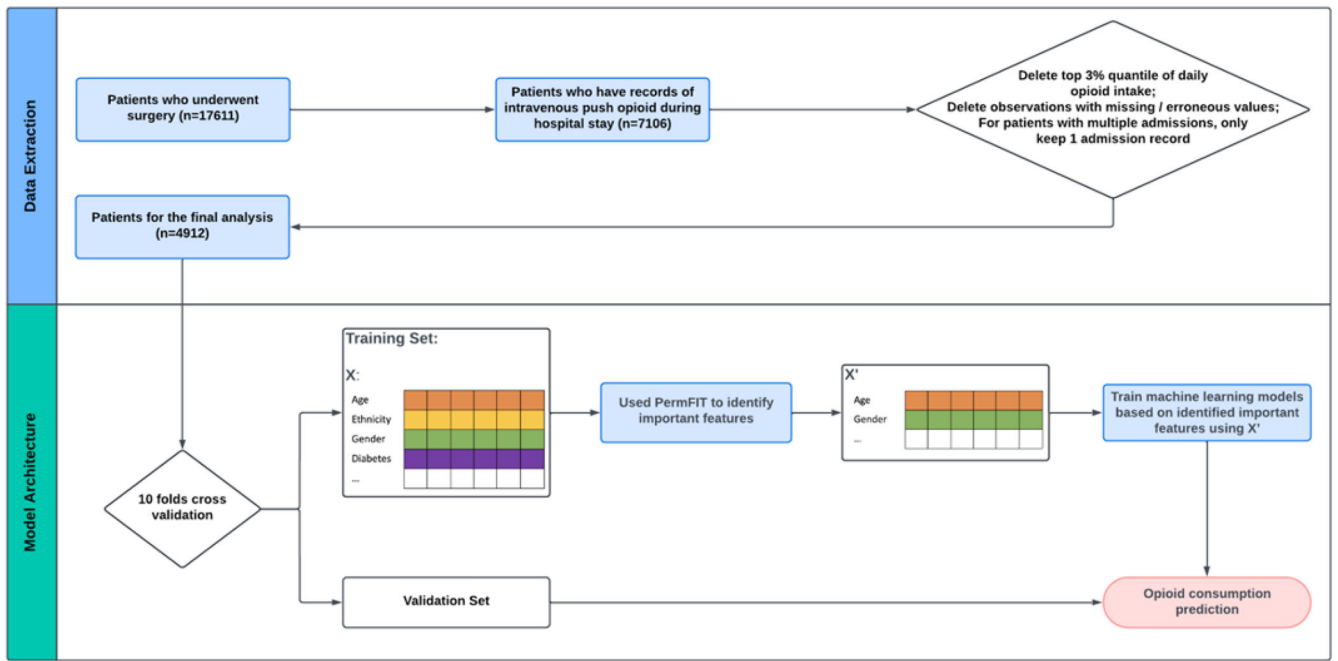 Data Extraction
Patients who underwent
surgery (n=17611)
Patients who have records of
intravenous push opioid during
hospital stay (n=7106)
Delete top 3% quantile of daily
opioid intake;
Delete observations with missing / erroneous values;
For patients with multiple admissions, only
keep 1 admission record
Patients for the final analysis
(n=4912)
Model Architecture
10 folds cross
validation
Training Set:
X:
Age
Ethnicity
Gender
Diabetes
...
Used PermFIT to identify
important features
X'
Age
Gender
...
Train machine learning models
based on identified important
features using X'
Validation Set
Opioid consumption
prediction